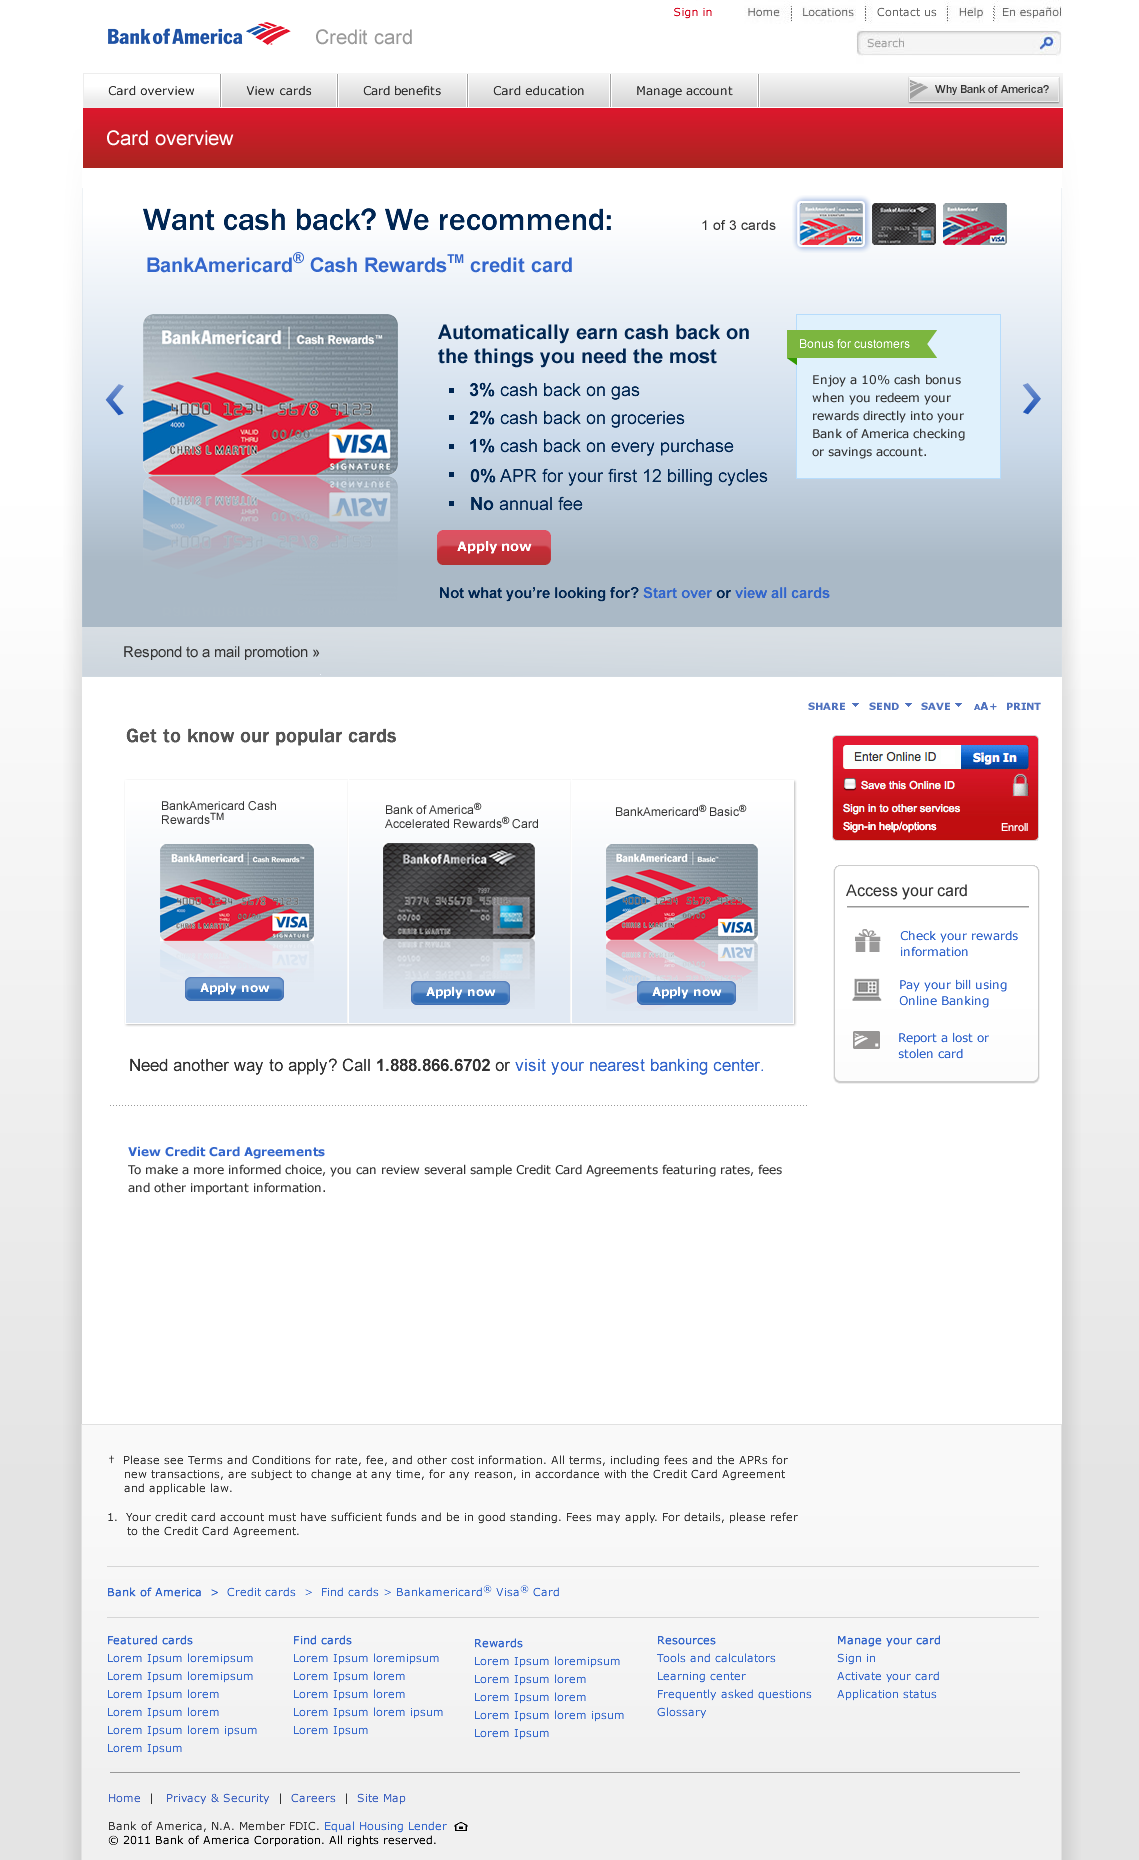 Sign in
Home
Locations
Contact us
Help
En español
Bank of America
Credit card
Search
Card overview
View cards
Card benefits
Card education
Manage account
Why Bank of America?
Card overview
Want cash back? We recommend:
1 of 3 cards
BankAmericard® Cash Rewards™ credit card
BankAmericard Cash Rewards™
4000 1234 5678 9123
4000
VALID THRU 00/00
CHRIS L MARTIN
VISA
SIGNATURE
Automatically earn cash back on
the things you need the most
▪ 3% cash back on gas
▪ 2% cash back on groceries
▪ 1% cash back on every purchase
▪ 0% APR for your first 12 billing cycles
▪ No annual fee
Bonus for customers
Enjoy a 10% cash bonus
when you redeem your
rewards directly into your
Bank of America checking
or savings account.
Apply now
Not what you're looking for? Start over or view all cards
Respond to a mail promotion »
SHARE SEND SAVE AA+ PRINT
Get to know our popular cards
BankAmericard Cash
Rewards™
BankAmericard Cash Rewards™
VISA
SIGNATURE
Apply now
Bank of America®
Accelerated Rewards® Card
Bank of America
3774 345678
00/00
CHRIS L MARTIN
Apply now
BankAmericard® Basic®
BankAmericard Basic™
VISA
Apply now
Enter Online ID
Sign In
Save this Online ID
Sign in to other services
Sign-in help/options
Enroll
Access your card
Check your rewards
information
Pay your bill using
Online Banking
Report a lost or
stolen card
Need another way to apply? Call 1.888.866.6702 or visit your nearest banking center.
View Credit Card Agreements
To make a more informed choice, you can review several sample Credit Card Agreements featuring rates, fees
and other important information.
† Please see Terms and Conditions for rate, fee, and other cost information. All terms, including fees and the APRs for
new transactions, are subject to change at any time, for any reason, in accordance with the Credit Card Agreement
and applicable law.
1. Your credit card account must have sufficient funds and be in good standing. Fees may apply. For details, please refer
to the Credit Card Agreement.
Bank of America > Credit cards > Find cards > Bankamericard® Visa® Card
Featured cards
Lorem Ipsum loremipsum
Lorem Ipsum loremipsum
Lorem Ipsum lorem
Lorem Ipsum lorem
Lorem Ipsum lorem ipsum
Lorem Ipsum
Find cards
Lorem Ipsum loremipsum
Lorem Ipsum lorem
Lorem Ipsum lorem
Lorem Ipsum lorem ipsum
Lorem Ipsum
Rewards
Lorem Ipsum loremipsum
Lorem Ipsum lorem
Lorem Ipsum lorem
Lorem Ipsum lorem ipsum
Lorem Ipsum
Resources
Tools and calculators
Learning center
Frequently asked questions
Glossary
Manage your card
Sign in
Activate your card
Application status
Home | Privacy & Security | Careers | Site Map
Bank of America, N.A. Member FDIC. Equal Housing Lender
© 2011 Bank of America Corporation. All rights reserved.